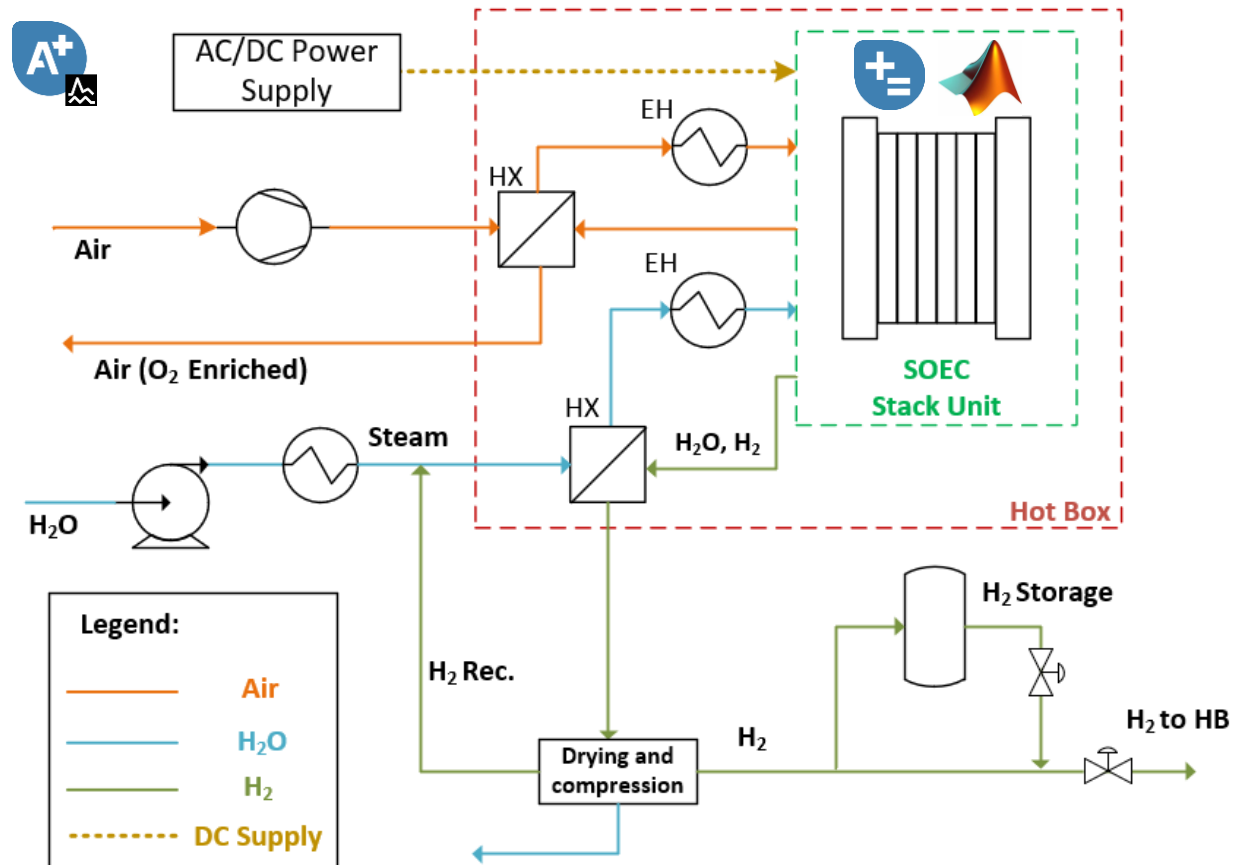 A+
AC/DC Power
Supply
EH
HX
Air
EH
Air (O₂ Enriched)
SOEC
Stack Unit
HX
Steam
H₂O, H₂
H₂O
Hot Box
Legend:
Air
H₂O
H₂
DC Supply
H₂ Rec.
Drying and
compression
H₂
H₂ Storage
H₂ to HB